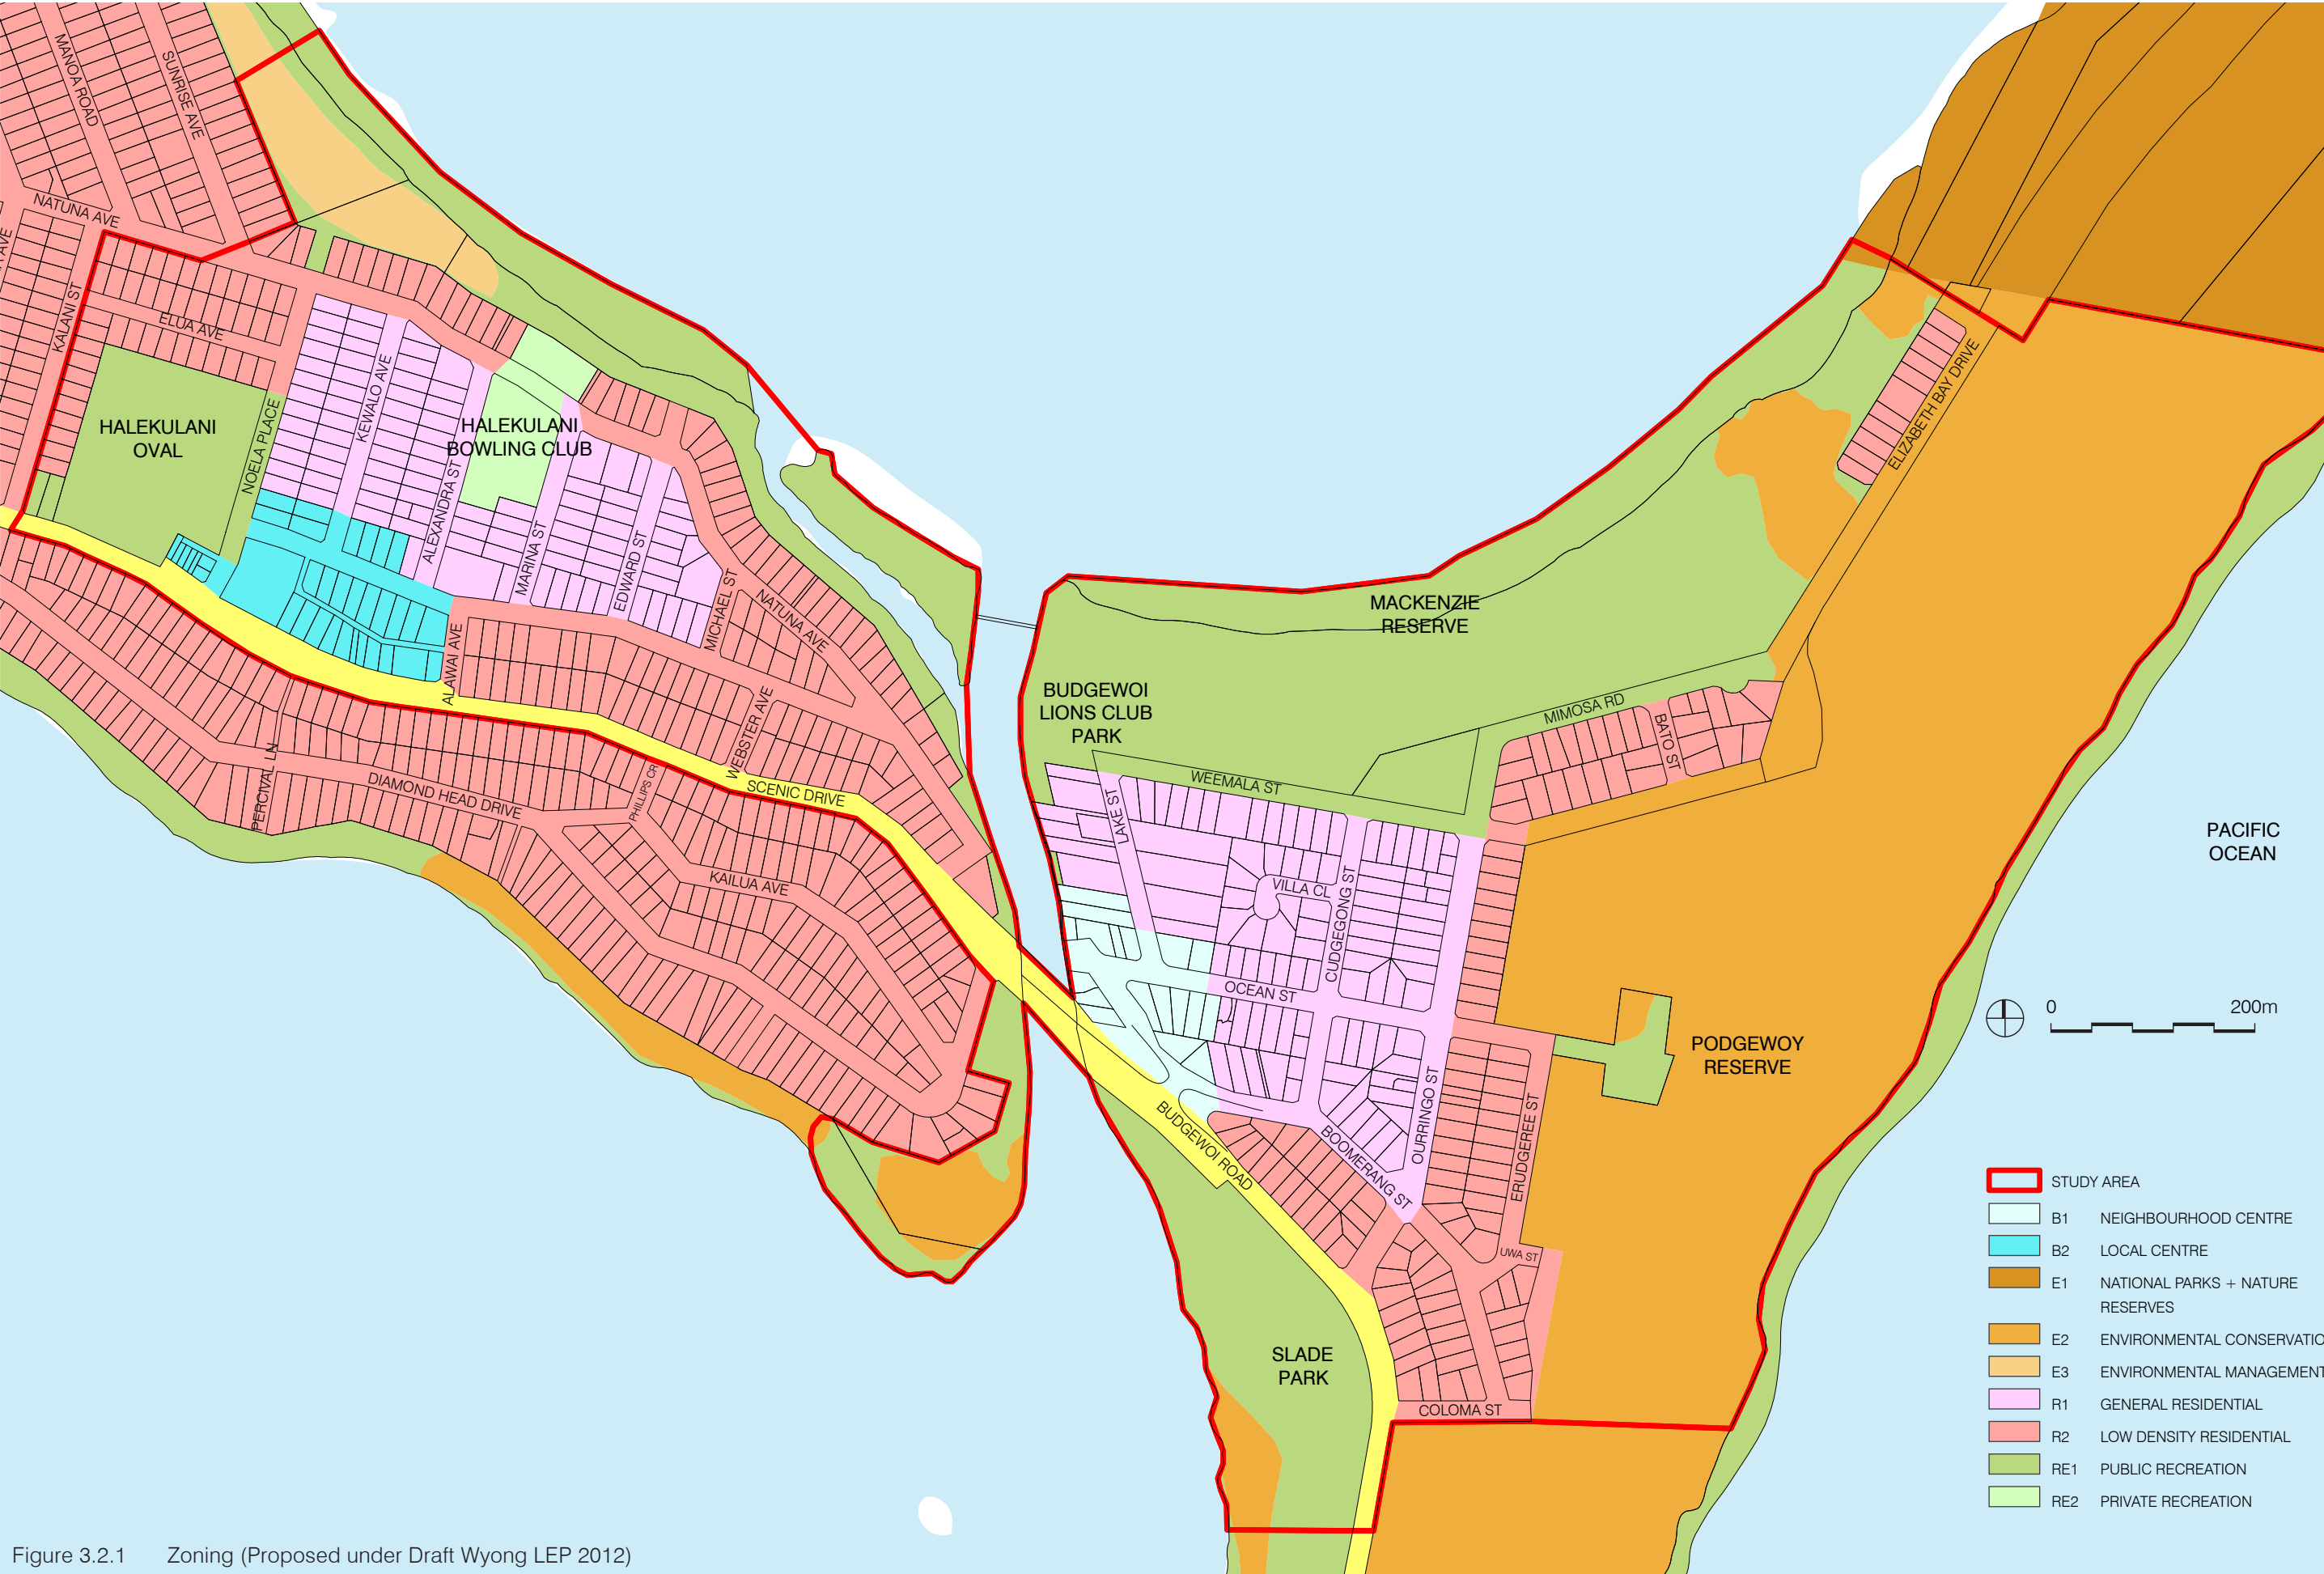 MANOA ROAD
SUNRISE AVE
NATUNA AVE
AVE
KALANI ST
ELUA AVE
HALEKULANI
OVAL
NOELA PLACE
KEWALO AVE
HALEKULANI
BOWLING CLUB
ALEXANDRA ST
MARINA ST
EDWARD ST
MICHAEL ST
NATUNA AVE
ALAWAI AVE
WEBSTER AVE
SCENIC DRIVE
PERCIVAL LN
DIAMOND HEAD DRIVE
PHILLIPS CR
KAILUA AVE
ELIZABETH BAY DRIVE
MACKENZIE
RESERVE
BUDGEWOI
LIONS CLUB
PARK
MIMOSA RD
BATO ST
WEEMALA ST
LAKE ST
VILLA CL
CUDGEGONG ST
OCEAN ST
PACIFIC
OCEAN
PODGEWOY
RESERVE
BUDGEWOI ROAD
BOOMERANG ST
OURRINGO ST
ERUDGEREE ST
UWA ST
SLADE
PARK
COLOMA ST
0 200m
STUDY AREA
B1 NEIGHBOURHOOD CENTRE
B2 LOCAL CENTRE
E1 NATIONAL PARKS + NATURE
RESERVES
E2 ENVIRONMENTAL CONSERVATIO
E3 ENVIRONMENTAL MANAGEMENT
R1 GENERAL RESIDENTIAL
R2 LOW DENSITY RESIDENTIAL
RE1 PUBLIC RECREATION
RE2 PRIVATE RECREATION
Figure 3.2.1 Zoning (Proposed under Draft Wyong LEP 2012)